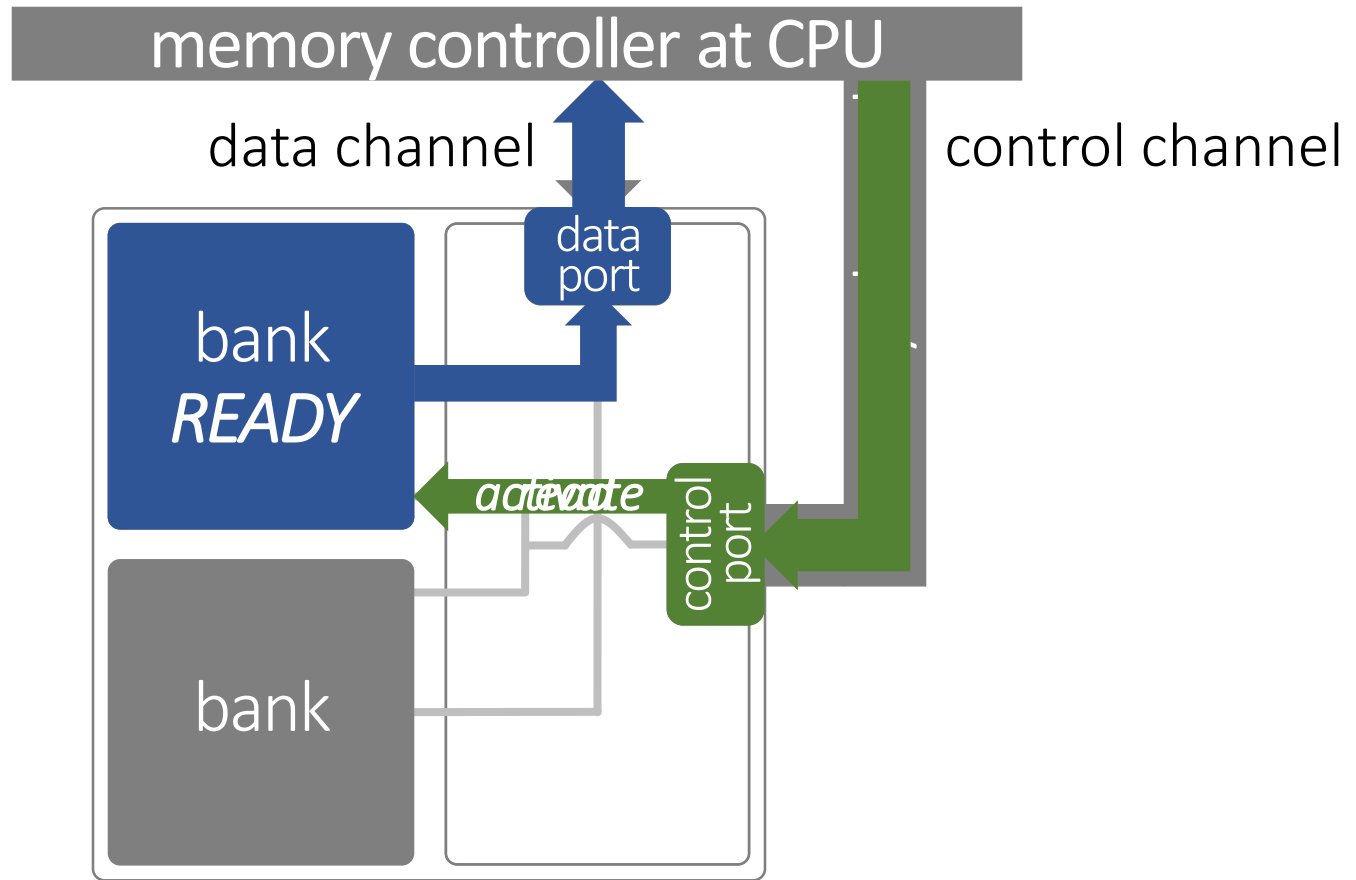 memory controller at CPU
data channel
control channel
data
port
bank
READY
control
port
bank